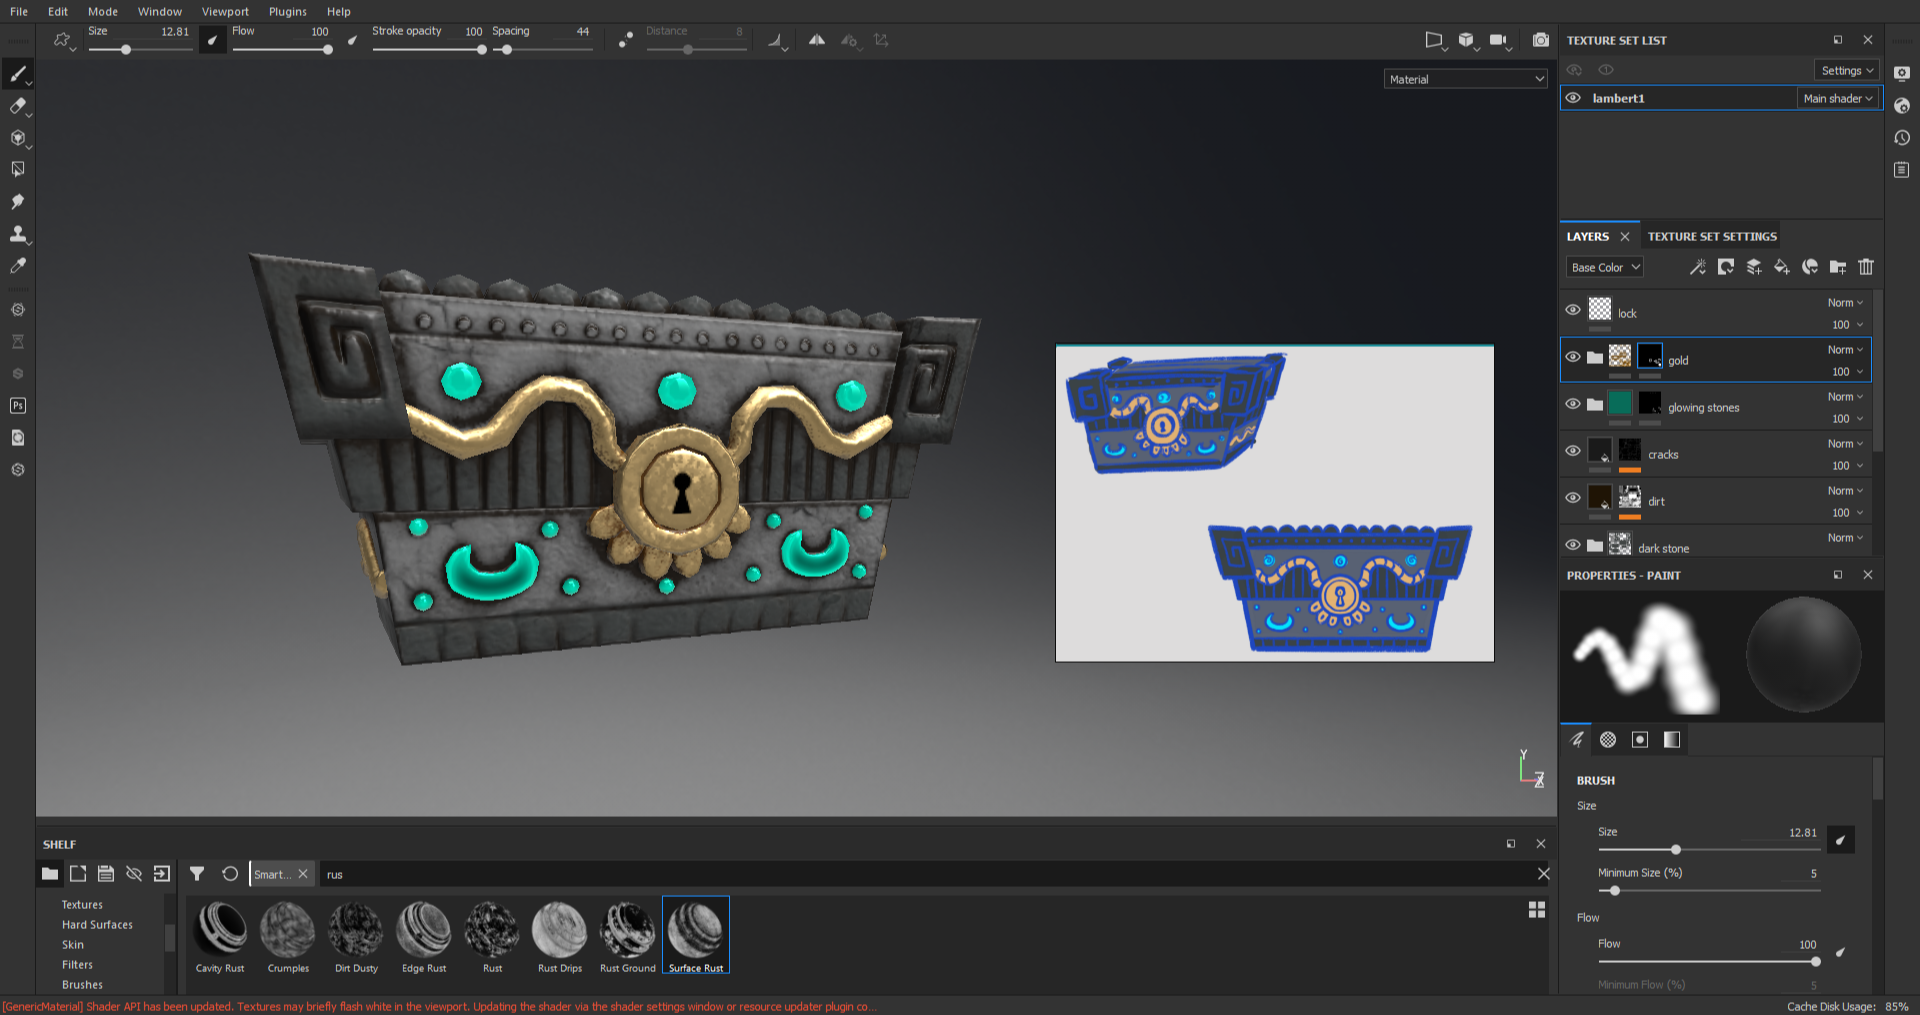 File Edit Mode Window Viewport Plugins Help
Size 12.81 Flow 100 Stroke opacity 100 Spacing 44 Distance 8
Material
TEXTURE SET LIST
Settings
lambert1 Main shader
LAYERS TEXTURE SET SETTINGS
Base Color
lock Norm
100
gold Norm
100
glowing stones Norm
100
cracks Norm
100
dirt Norm
100
dark stone Norm
PROPERTIES - PAINT
BRUSH
Size
Size 12.81
Minimum Size (%) 5
Flow
Flow 100
Minimum Flow (%) 5
Y
Z
X
Ps
SHELF
Smart... rus
Textures
Hard Surfaces
Skin
Filters
Brushes
Cavity Rust Crumples Dirt Dusty Edge Rust Rust Rust Drips Rust Ground Surface Rust
[GenericMaterial] Shader API has been updated. Textures may briefly flash white in the viewport. Updating the shader via the shader settings window or resource updater plugin co...
Cache Disk Usage: 85%